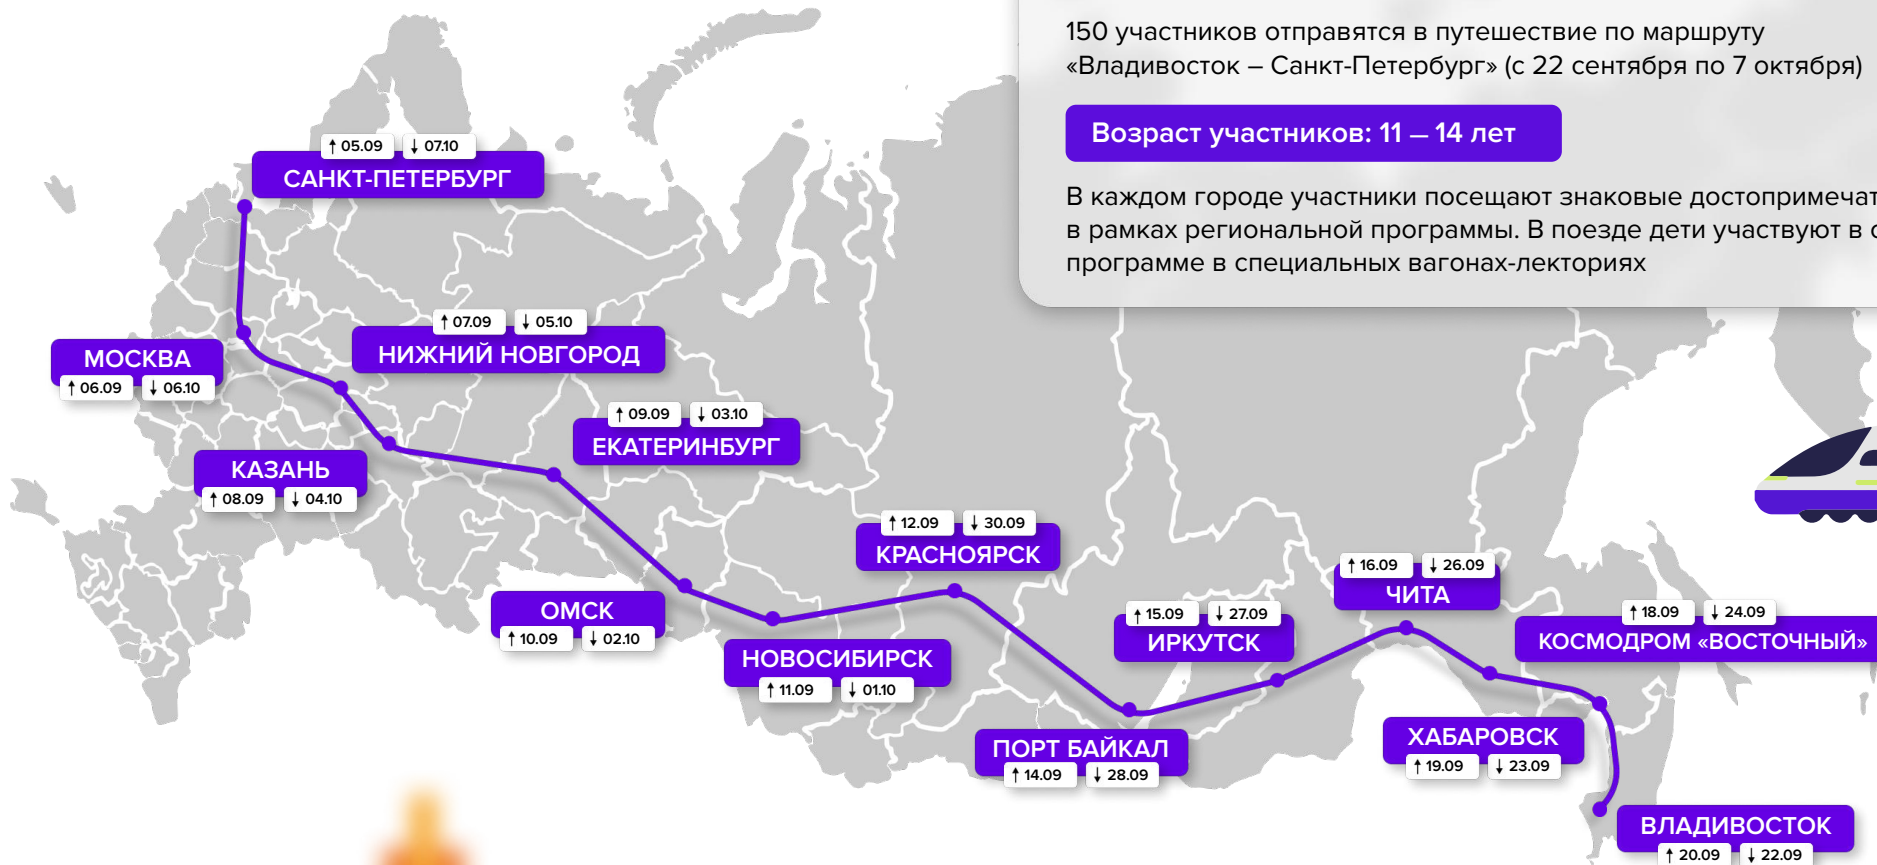 150 участников отправятся в путешествие по маршруту
«Владивосток – Санкт-Петербург» (с 22 сентября по 7 октября)
Возраст участников: 11 – 14 лет
В каждом городе участники посещают знаковые
в рамках региональной программы. В поезде дети участвуют в
программе в специальных вагонах-лекториях
↑ 05.09 ↓ 07.10
САНКТ-ПЕТЕРБУРГ
↑ 07.09 ↓ 05.10
НИЖНИЙ НОВГОРОД
МОСКВА
↑ 06.09 ↓ 06.10
↑ 09.09 ↓ 03.10
ЕКАТЕРИНБУРГ
КАЗАНЬ
↑ 08.09 ↓ 04.10
↑ 12.09 ↓ 30.09
КРАСНОЯРСК
↑ 16.09 ↓ 26.09
ЧИТА
ОМСК
↑ 10.09 ↓ 02.10
↑ 15.09 ↓ 27.09
ИРКУТСК
↑ 18.09 ↓ 24.09
КОСМОДРОМ «ВОСТОЧНЫЙ»
НОВОСИБИРСК
↑ 11.09 ↓ 01.10
ПОРТ БАЙКАЛ
↑ 14.09 ↓ 28.09
ХАБАРОВСК
↑ 19.09 ↓ 23.09
ВЛАДИВОСТОК
↑ 20.09 ↓ 22.09